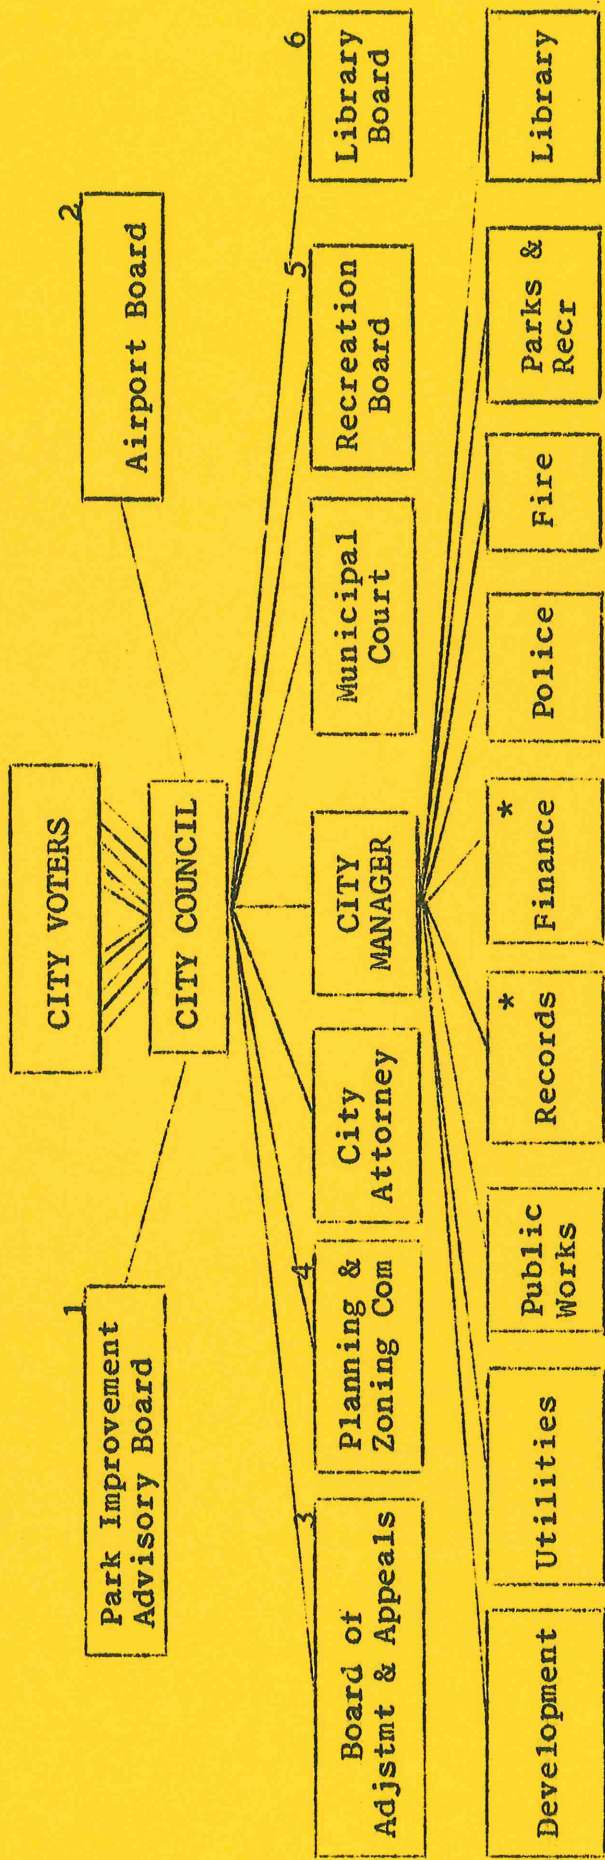 CITY VOTERS
1
Park Improvement
Advisory Board
CITY COUNCIL
2
Airport Board
3
Board of
Adjstmt & Appeals
4
Planning &
Zoning Com
City
Attorney
CITY
MANAGER
Municipal
Court
5
Recreation
Board
6
Library
Board
Development
Utilities
Public
Works
*
Records
*
Finance
Police
Fire
Parks &
Recr
Library